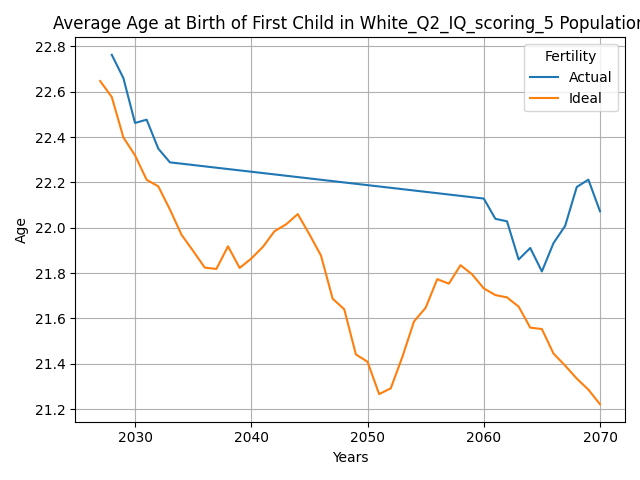 Average Age at Birth of First Child in White_Q2_IQ_scoring_5 Population
22.8
22.6
22.4
22.2
22.0
21.8
21.6
21.4
21.2
Age
Fertility
Actual
Ideal
2030 2040 2050 2060 2070
Years